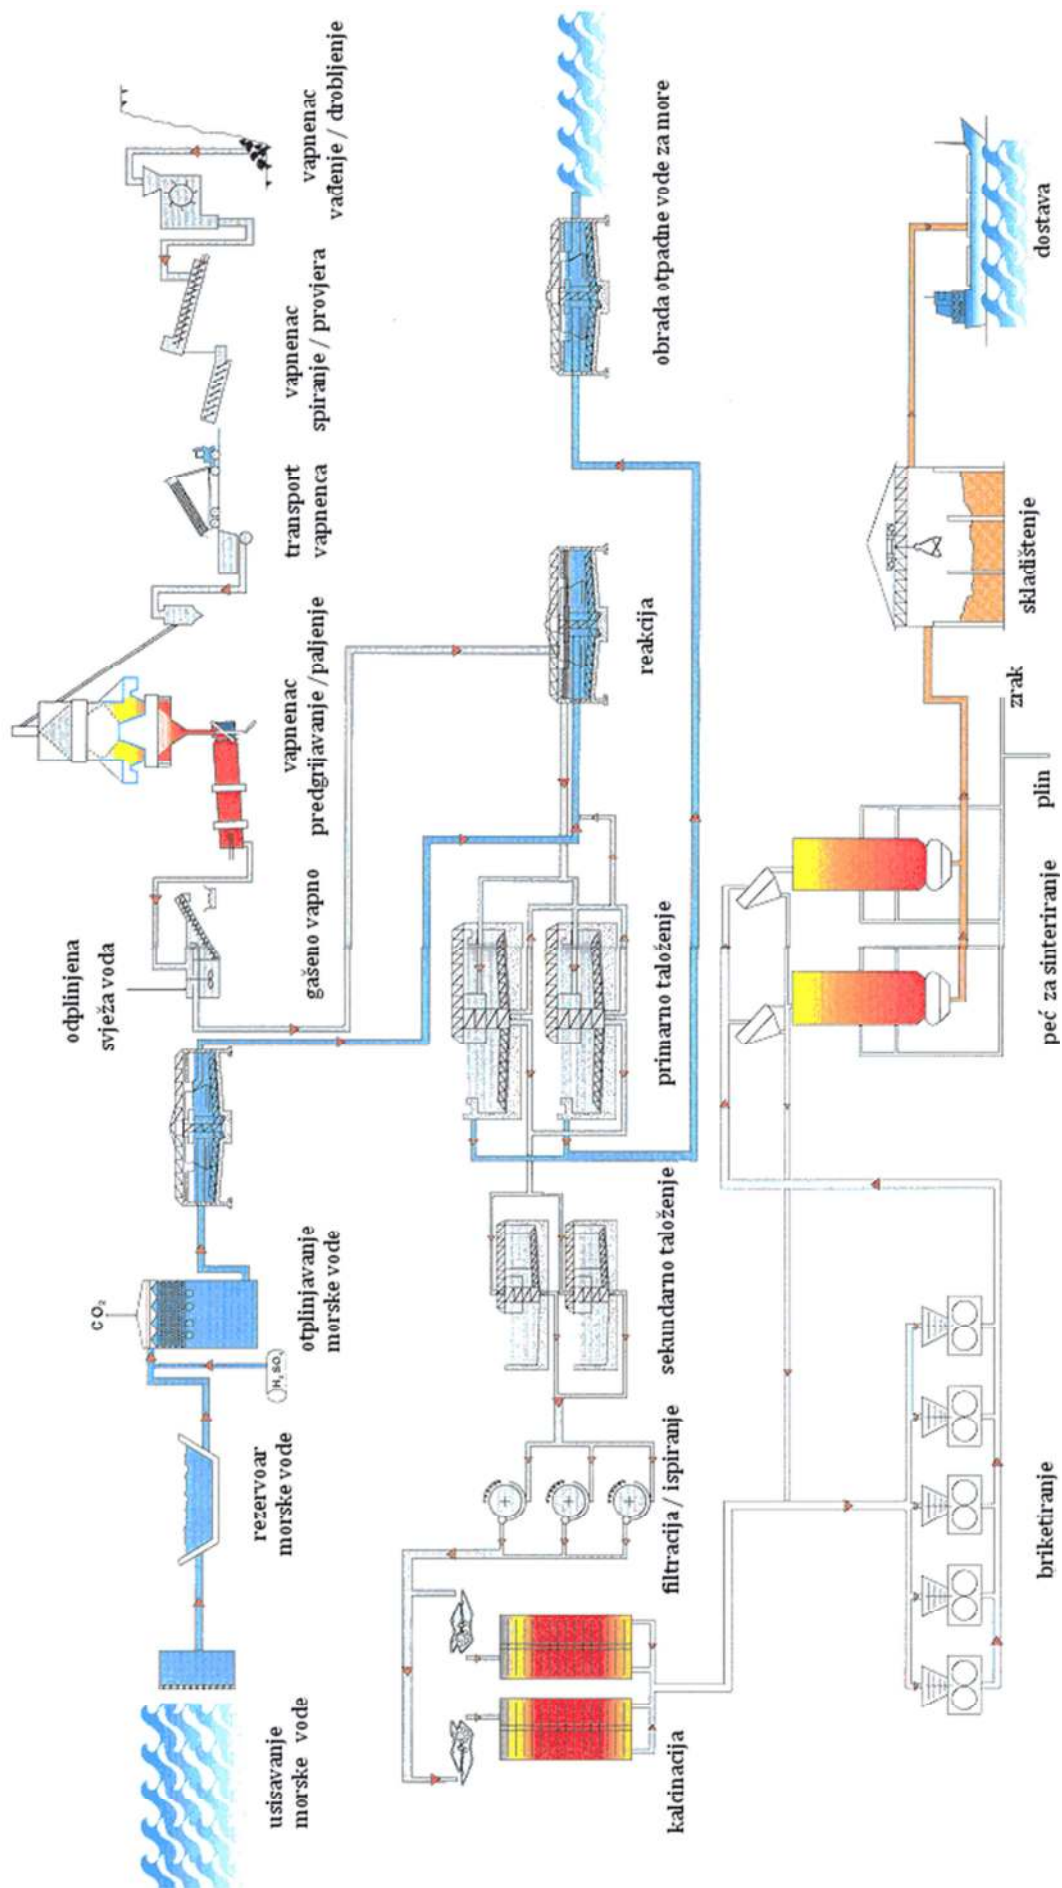 usisavanje
morske vode
rezervoar
morske vode
H₂SO₄
CO₂
otplinjavanje
morske vode
odplinjena
svježa voda
gašeno vapno
vapnenac
predgrijavanje / paljenje
transport
vapnenca
vapnenac
spiranje / provjera
vapnenac
vađenje / drobljenje
kalcinacija
filtracija / ispiranje
sekundarno taloženje
primarno taloženje
reakcija
obrada otpadne vode za more
briketiranje
peć za sinteriranje
plin
zrak
skladištenje
dostava